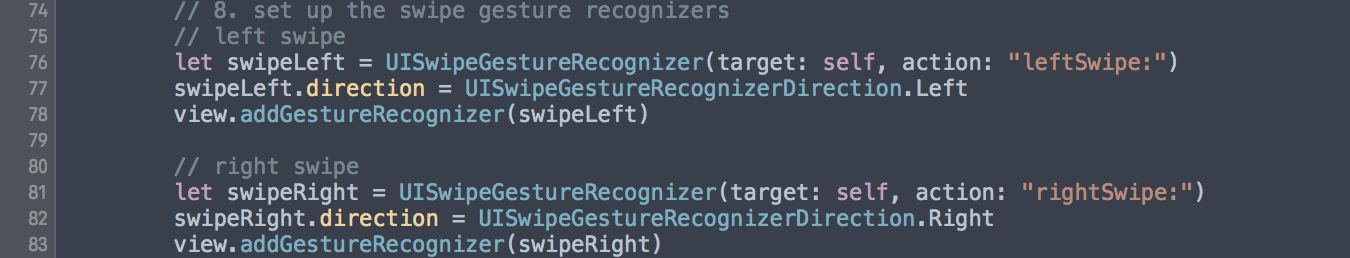 74 // 8. set up the swipe gesture recognizers
75 // left swipe
76 let swipeLeft = UISwipeGestureRecognizer(target: self, action: "leftSwipe:")
77 swipeLeft.direction = UISwipeGestureRecognizerDirection.Left
78 view.addGestureRecognizer(swipeLeft)
79
80 // right swipe
81 let swipeRight = UISwipeGestureRecognizer(target: self, action: "rightSwipe:")
82 swipeRight.direction = UISwipeGestureRecognizerDirection.Right
83 view.addGestureRecognizer(swipeRight)